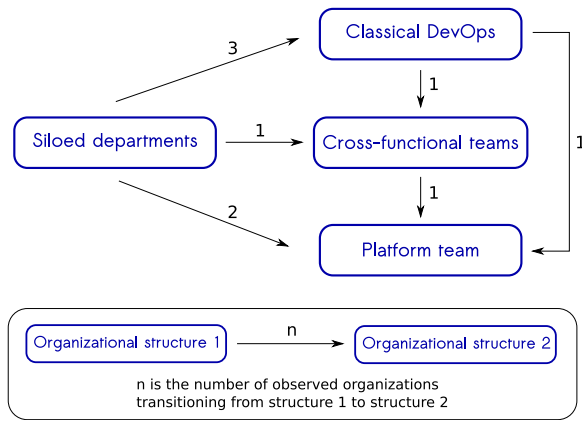 Classical DevOps
3
1
1
Siloed departments
1
Cross-functional teams
2
1
Platform team
Organizational structure 1
n
Organizational structure 2
n is the number of observed organizations
transitioning from structure 1 to structure 2